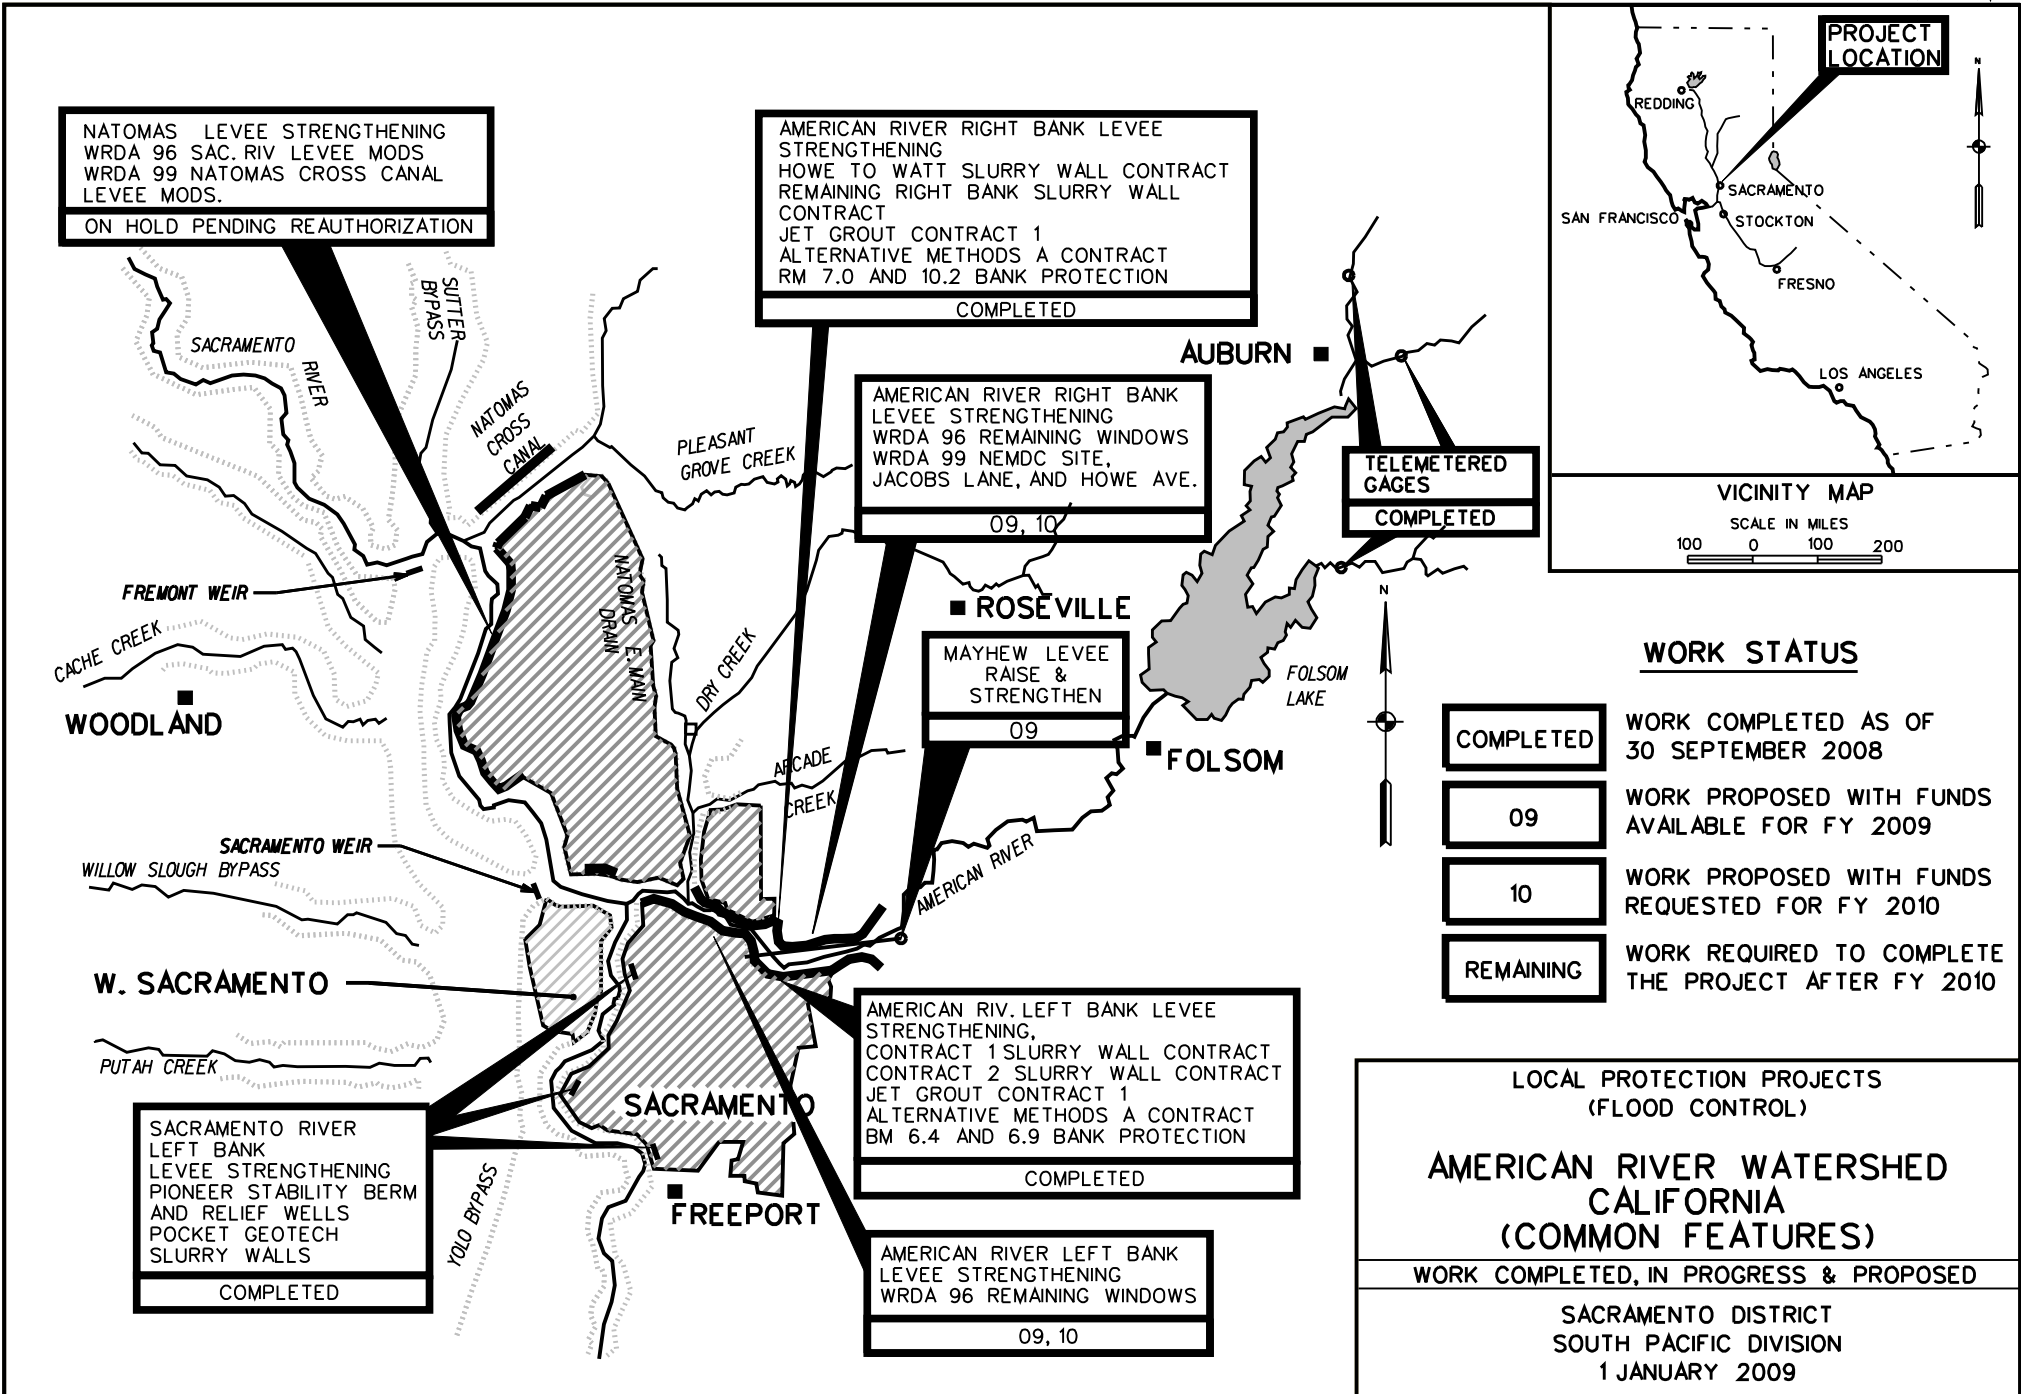 NATOMAS LEVEE STRENGTHENING
WRDA 96 SAC. RIV LEVEE MODS
WRDA 99 NATOMAS CROSS CANAL
LEVEE MODS.
ON HOLD PENDING REAUTHORIZATION
AMERICAN RIVER RIGHT BANK LEVEE
STRENGTHENING
HOWE TO WATT SLURRY WALL CONTRACT
REMAINING RIGHT BANK SLURRY WALL
CONTRACT
JET GROUT CONTRACT 1
ALTERNATIVE METHODS A CONTRACT
RM 7.0 AND 10.2 BANK PROTECTION
COMPLETED
PROJECT
LOCATION
N
REDDING
SACRAMENTO
SAN FRANCISCO
STOCKTON
FRESNO
LOS ANGELES
VICINITY MAP
SCALE IN MILES
100 0 100 200
SUTTER
BYPASS
SACRAMENTO
RIVER
NATOMAS
CROSS
CANAL
PLEASANT
GROVE CREEK
AUBURN
AMERICAN RIVER RIGHT BANK
LEVEE STRENGTHENING
WRDA 96 REMAINING WINDOWS
WRDA 99 NEMDC SITE,
JACOBS LANE, AND HOWE AVE.
09, 10
TELEMETERED
GAGES
COMPLETED
FREMONT WEIR
NATOMAS E. MAIN
DRAIN
CACHE CREEK
WOODLAND
DRY CREEK
ROSEVILLE
MAYHEW LEVEE
RAISE &
STRENGTHEN
09
FOLSOM
LAKE
N
FOLSOM
ARCADE
CREEK
SACRAMENTO WEIR
WILLOW SLOUGH BYPASS
AMERICAN RIVER
W. SACRAMENTO
PUTAH CREEK
SACRAMENTO
FREEPORT
YOLO BYPASS
SACRAMENTO RIVER
LEFT BANK
LEVEE STRENGTHENING
PIONEER STABILITY BERM
AND RELIEF WELLS
POCKET GEOTECH
SLURRY WALLS
COMPLETED
AMERICAN RIV. LEFT BANK LEVEE
STRENGTHENING,
CONTRACT 1 SLURRY WALL CONTRACT
CONTRACT 2 SLURRY WALL CONTRACT
JET GROUT CONTRACT 1
ALTERNATIVE METHODS A CONTRACT
BM 6.4 AND 6.9 BANK PROTECTION
COMPLETED
AMERICAN RIVER LEFT BANK
LEVEE STRENGTHENING
WRDA 96 REMAINING WINDOWS
09, 10
WORK STATUS
COMPLETED
WORK COMPLETED AS OF
30 SEPTEMBER 2008
09
WORK PROPOSED WITH FUNDS
AVAILABLE FOR FY 2009
10
WORK PROPOSED WITH FUNDS
REQUESTED FOR FY 2010
REMAINING
WORK REQUIRED TO COMPLETE
THE PROJECT AFTER FY 2010
LOCAL PROTECTION PROJECTS
(FLOOD CONTROL)
AMERICAN RIVER WATERSHED
CALIFORNIA
(COMMON FEATURES)
WORK COMPLETED, IN PROGRESS & PROPOSED
SACRAMENTO DISTRICT
SOUTH PACIFIC DIVISION
1 JANUARY 2009